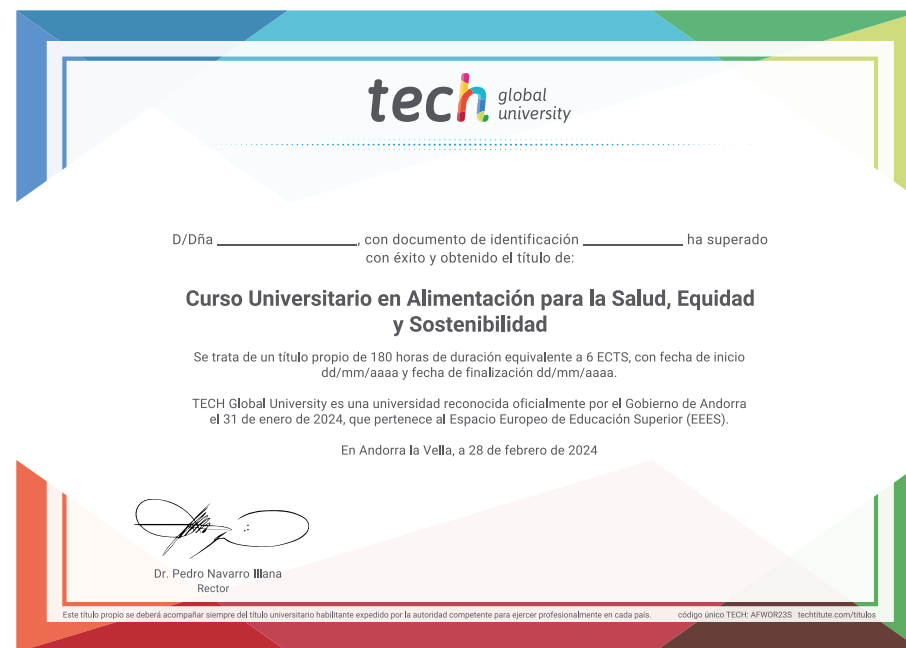 tech global university
D/Dña ________________, con documento de identificación ____________ ha superado
con éxito y obtenido el título de:
Curso Universitario en Alimentación para la Salud, Equidad
y Sostenibilidad
Se trata de un título propio de 180 horas de duración equivalente a 6 ECTS, con fecha de inicio
dd/mm/aaaa y fecha de finalización dd/mm/aaaa.
TECH Global University es una universidad reconocida oficialmente por el Gobierno de Andorra
el 31 de enero de 2024, que pertenece al Espacio Europeo de Educación Superior (EEES).
En Andorra la Vella, a 28 de febrero de 2024
Dr. Pedro Navarro Illana
Rector
Este título propio se deberá acompañar siempre del título universitario habilitante expedido por la autoridad competente para ejercer profesionalmente en cada país. código único TECH: AFWOR23S techtitute.com/titulos